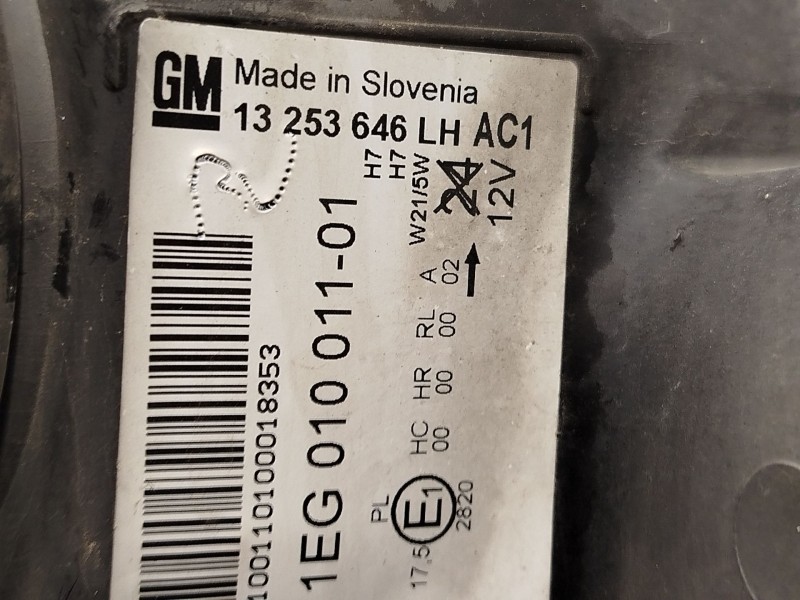 GM
Made in Slovenia
13 253 646 LH AC1
H7
H7
W21/5W
24
12V
1EG 010 011-01
HC HR RL A
00 00 00 02
PL
17,5 E1 2820